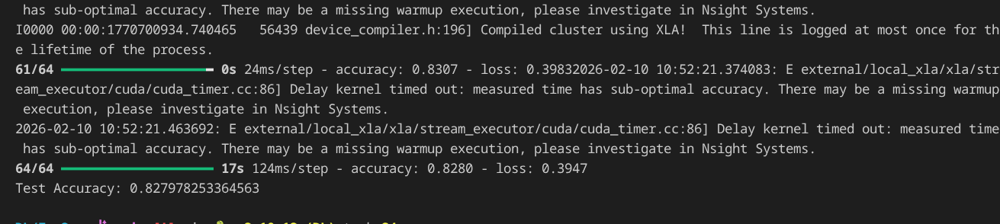 has sub-optimal accuracy. There may be a missing warmup execution, please investigate in Nsight Systems.
I0000 00:00:1770700934.740465   56439 device_compiler.h:196] Compiled cluster using XLA!  This line is logged at most once for th
e lifetime of the process.
61/64 0s 24ms/step - accuracy: 0.8307 - loss: 0.39832026-02-10 10:52:21.374083: E external/local_xla/xla/str
eam_executor/cuda/cuda_timer.cc:86] Delay kernel timed out: measured time has sub-optimal accuracy. There may be a missing warmup
execution, please investigate in Nsight Systems.
2026-02-10 10:52:21.463692: E external/local_xla/xla/stream_executor/cuda/cuda_timer.cc:86] Delay kernel timed out: measured time
has sub-optimal accuracy. There may be a missing warmup execution, please investigate in Nsight Systems.
64/64 17s 124ms/step - accuracy: 0.8280 - loss: 0.3947
Test Accuracy: 0.827978253364563